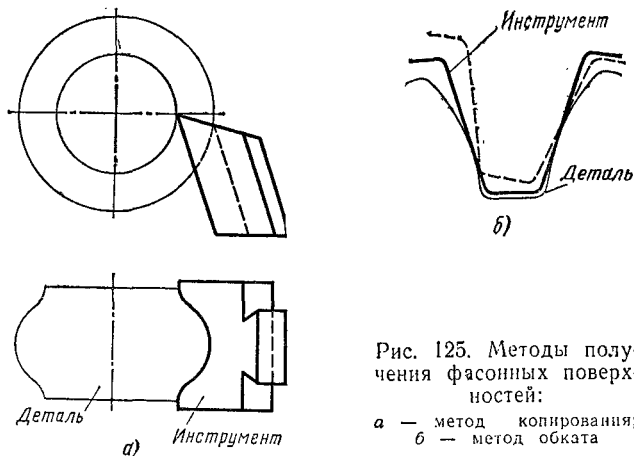 Инструмент
Деталь
б)
Деталь
Инструмент
а)
Рис. 125. Методы полу-
чения фасонных поверх-
ностей:
а — метод копирования;
б — метод обката